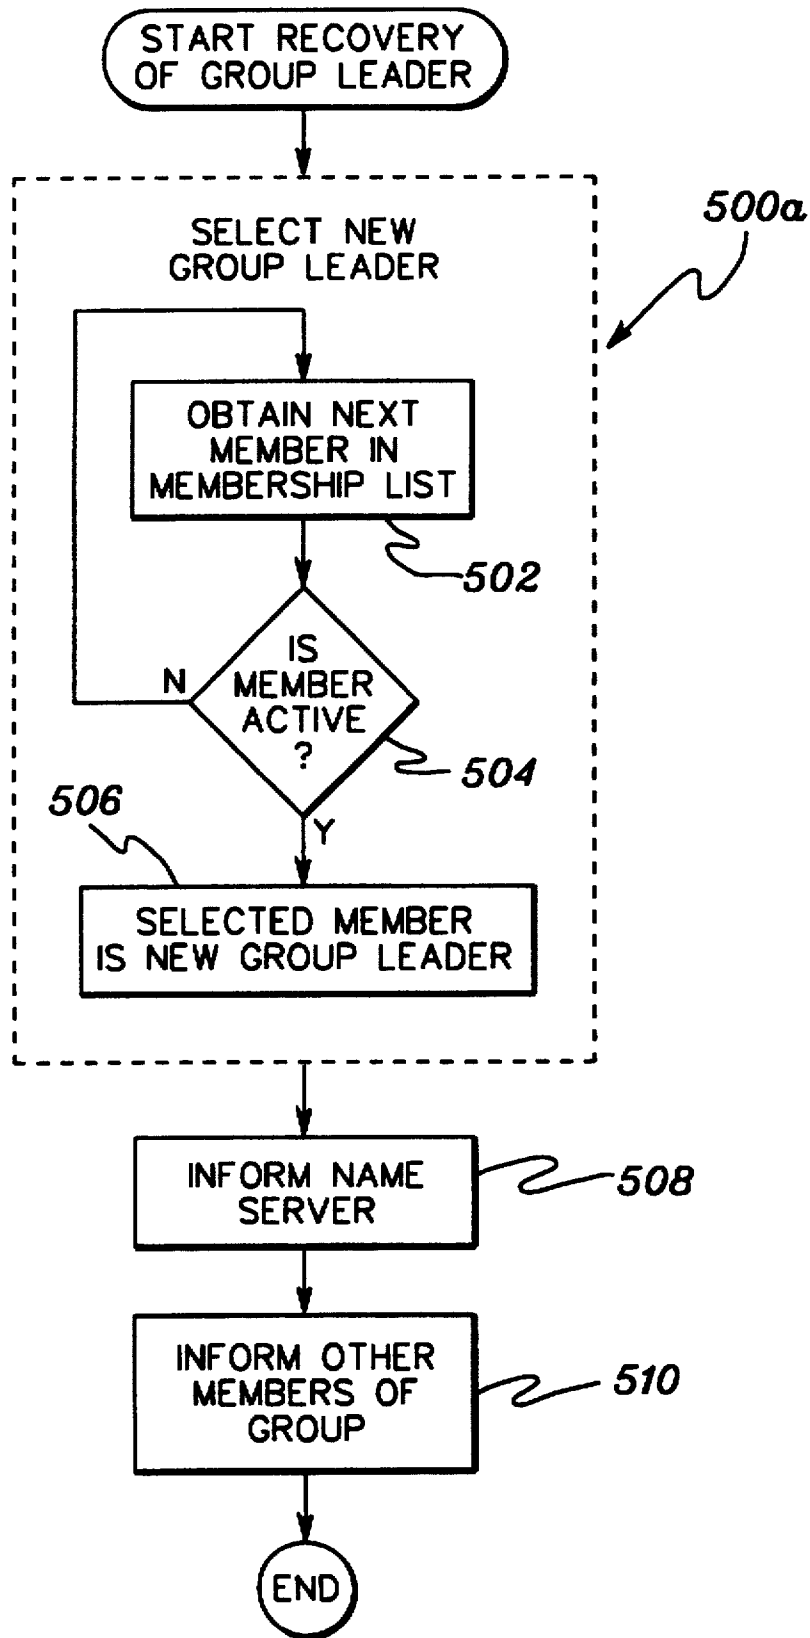 START RECOVERY
OF GROUP LEADER
500a
SELECT NEW
GROUP LEADER
OBTAIN NEXT
MEMBER IN
MEMBERSHIP LIST
502
IS
MEMBER
ACTIVE
?
N
504
Y
506
SELECTED MEMBER
IS NEW GROUP LEADER
INFORM NAME
SERVER
508
INFORM OTHER
MEMBERS OF
GROUP
510
END